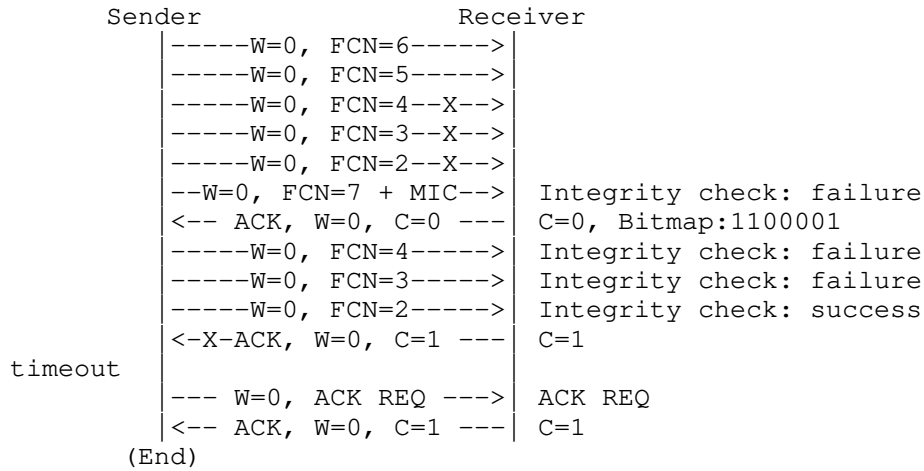 Sender                Receiver
|-----W=0, FCN=6----->|
|-----W=0, FCN=5----->|
|-----W=0, FCN=4--X-->|
|-----W=0, FCN=3--X-->|
|-----W=0, FCN=2--X-->|
|--W=0, FCN=7 + MIC-->| Integrity check: failure
|<-- ACK, W=0, C=0 ---| C=0, Bitmap:1100001
|-----W=0, FCN=4----->| Integrity check: failure
|-----W=0, FCN=3----->| Integrity check: failure
|-----W=0, FCN=2----->| Integrity check: success
|<-X-ACK, W=0, C=1 ---| C=1
timeout |                     |
|--- W=0, ACK REQ --->| ACK REQ
|<-- ACK, W=0, C=1 ---| C=1
(End)